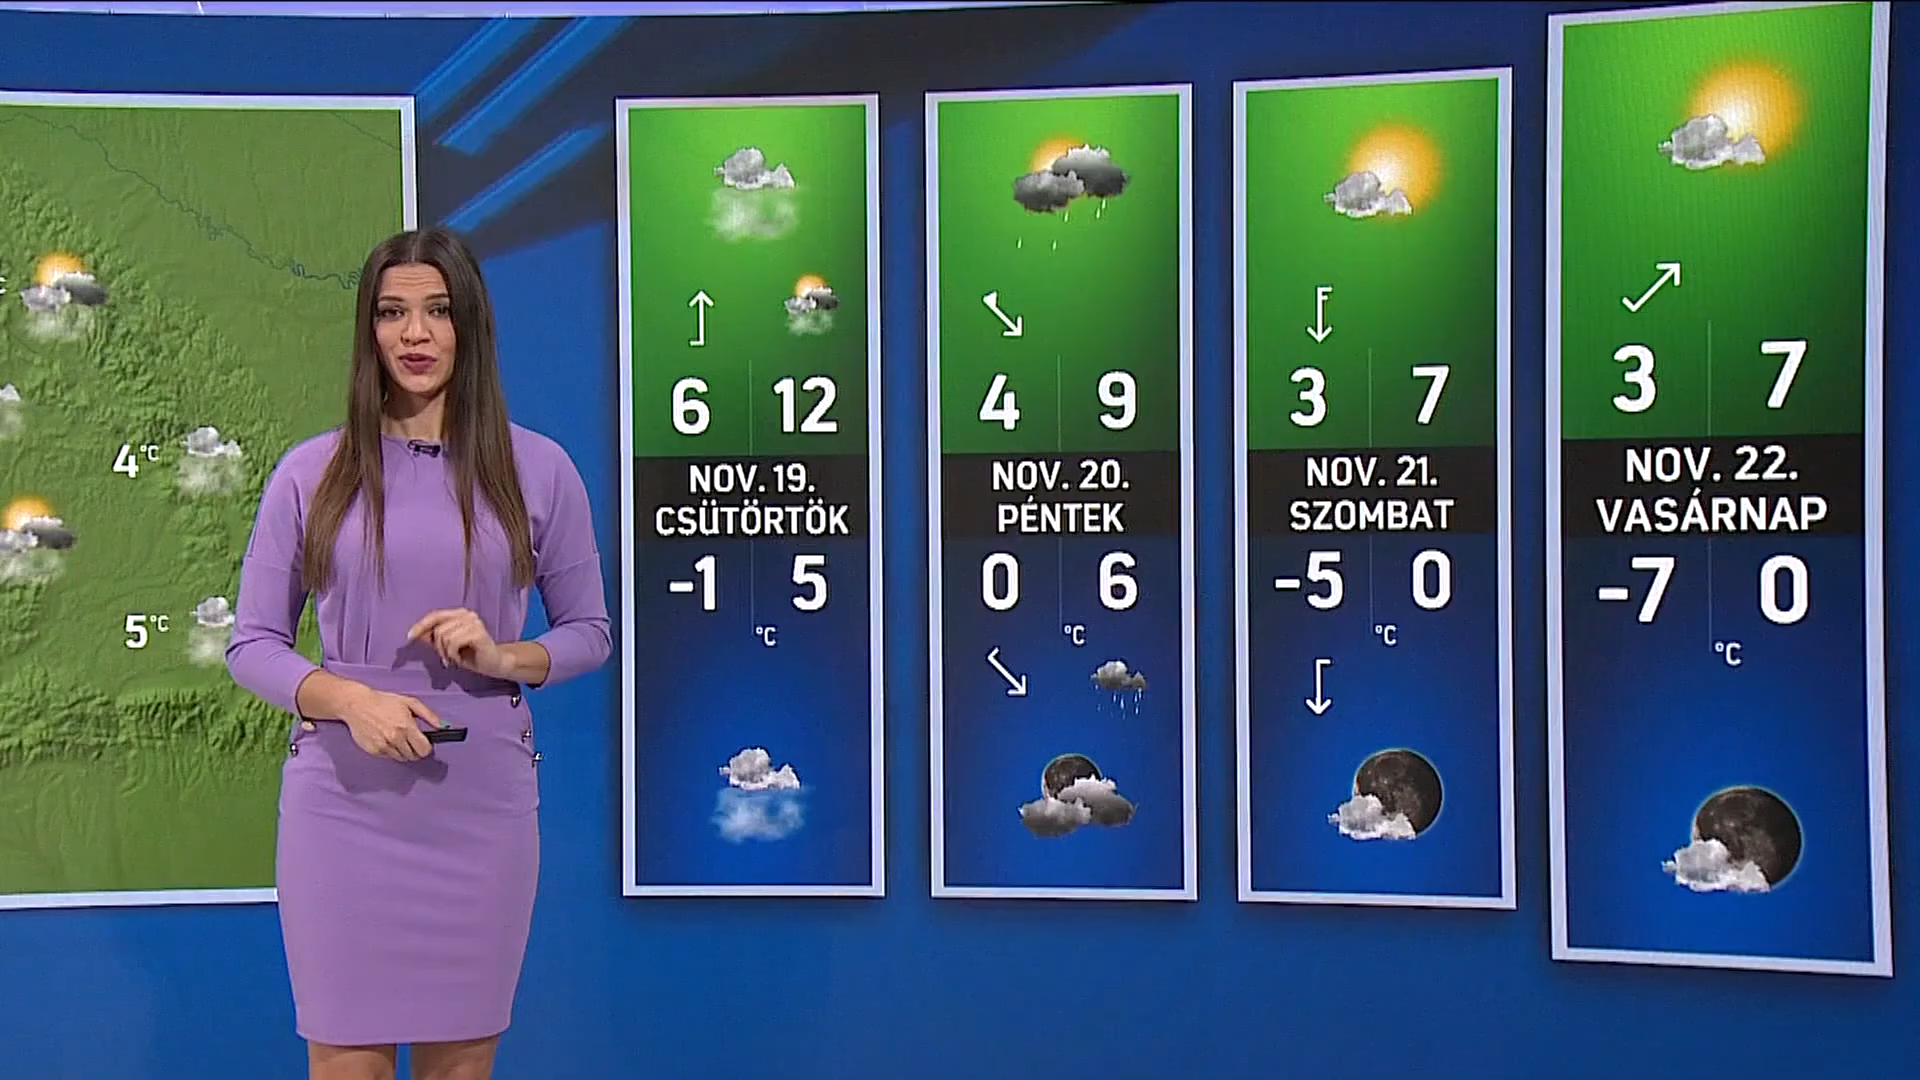 4°C
5°C
6 12
NOV. 19.
CSÜTÖRTÖK
-1 5
°C
4 9
NOV. 20.
PÉNTEK
0 6
°C
3 7
NOV. 21.
SZOMBAT
-5 0
°C
3 7
NOV. 22.
VASÁRNAP
-7 0
°C